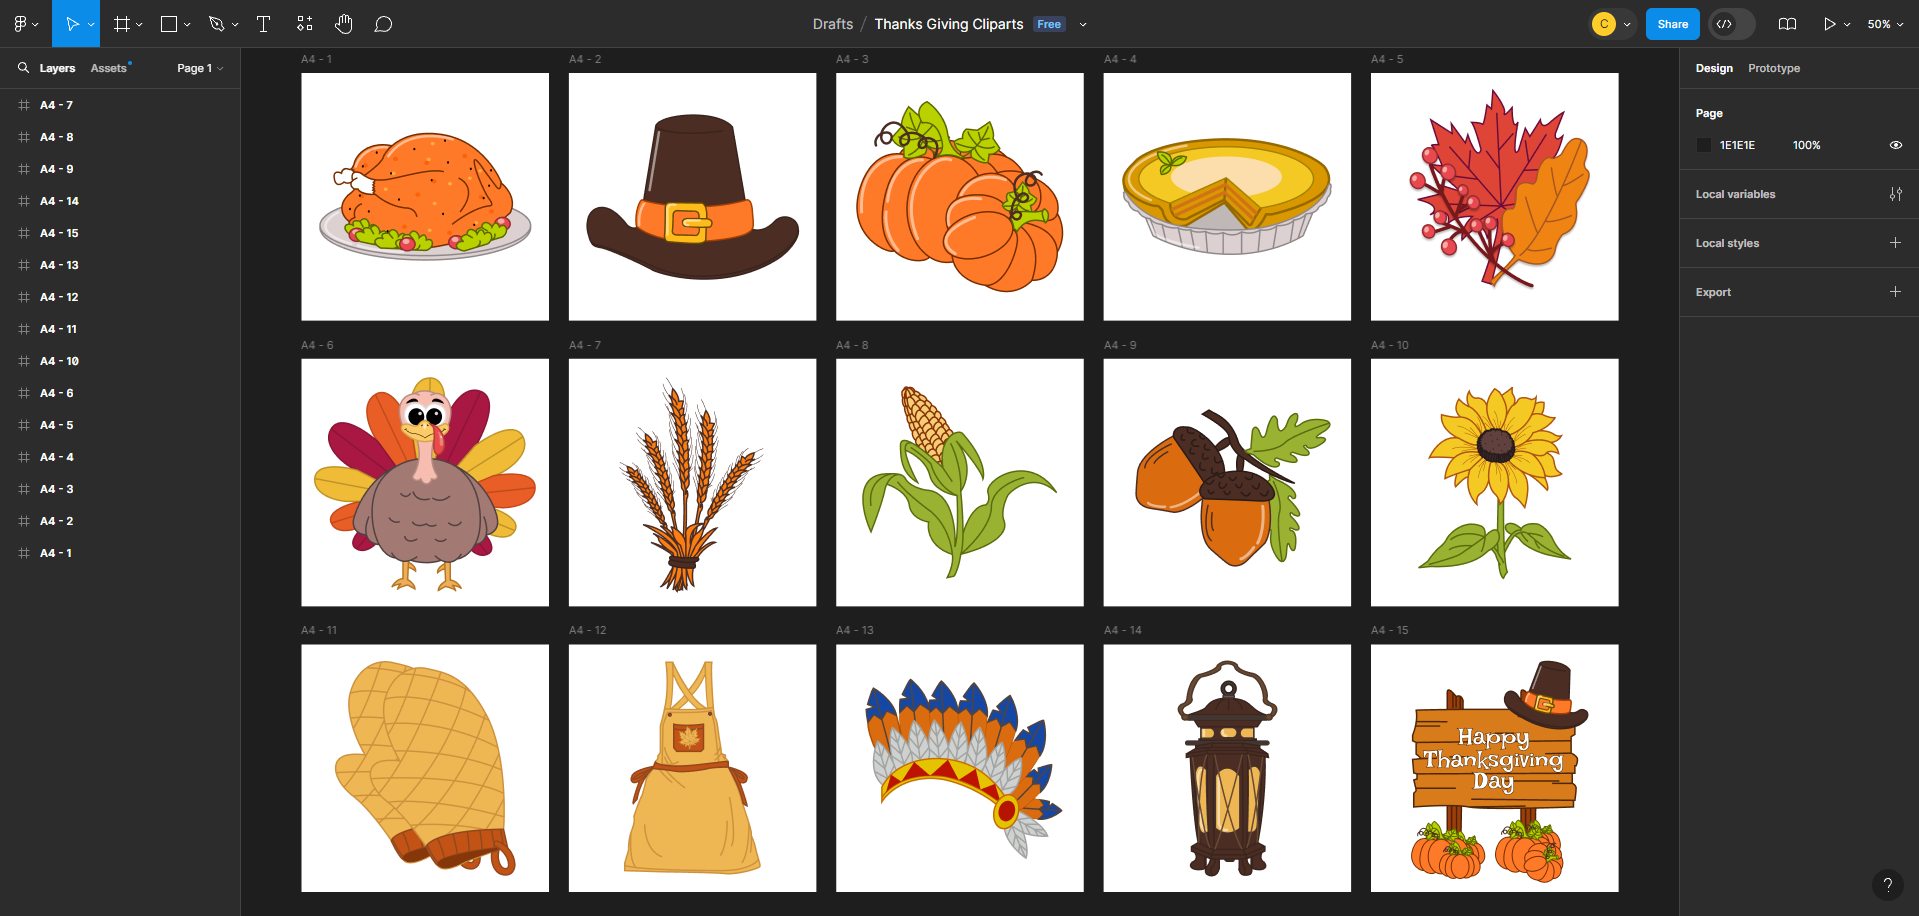 Drafts / Thanks Giving Cliparts Free
C
Share
50%
Layers
Assets
Page 1
A4 - 7
A4 - 8
A4 - 9
A4 - 14
A4 - 15
A4 - 13
A4 - 12
A4 - 11
A4 - 10
A4 - 6
A4 - 5
A4 - 4
A4 - 3
A4 - 2
A4 - 1
A4 - 1
A4 - 2
A4 - 3
A4 - 4
A4 - 5
A4 - 6
A4 - 7
A4 - 8
A4 - 9
A4 - 10
A4 - 11
A4 - 12
A4 - 13
A4 - 14
A4 - 15
Happy
Thanksgiving
Day
Design
Prototype
Page
1E1E1E 100%
Local variables
Local styles
Export
?